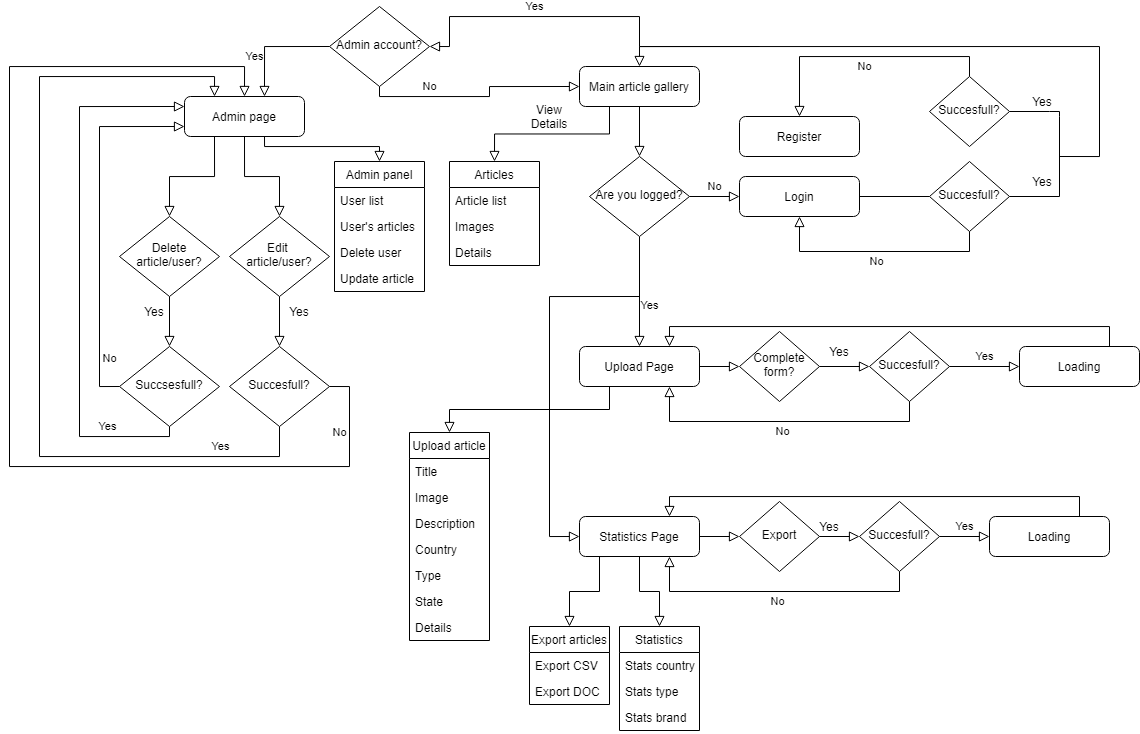 Yes
Admin account?
Yes
No
Main article gallery
View
Details
No
Register
Succesfull?
Yes
Admin page
Admin panel
User list
User's articles
Delete user
Update article
Articles
Article list
Images
Details
Are you logged?
No
Login
Succesfull?
Yes
No
Delete
article/user?
Edit
article/user?
Yes
Yes
No
Succsesfull?
Succesfull?
Yes
Yes
No
Yes
Upload Page
Complete
form?
Yes
Succesfull?
Yes
Loading
No
Upload article
Title
Image
Description
Country
Type
State
Details
Statistics Page
Export
Yes
Succesfull?
Yes
Loading
No
Export articles
Export CSV
Export DOC
Statistics
Stats country
Stats type
Stats brand